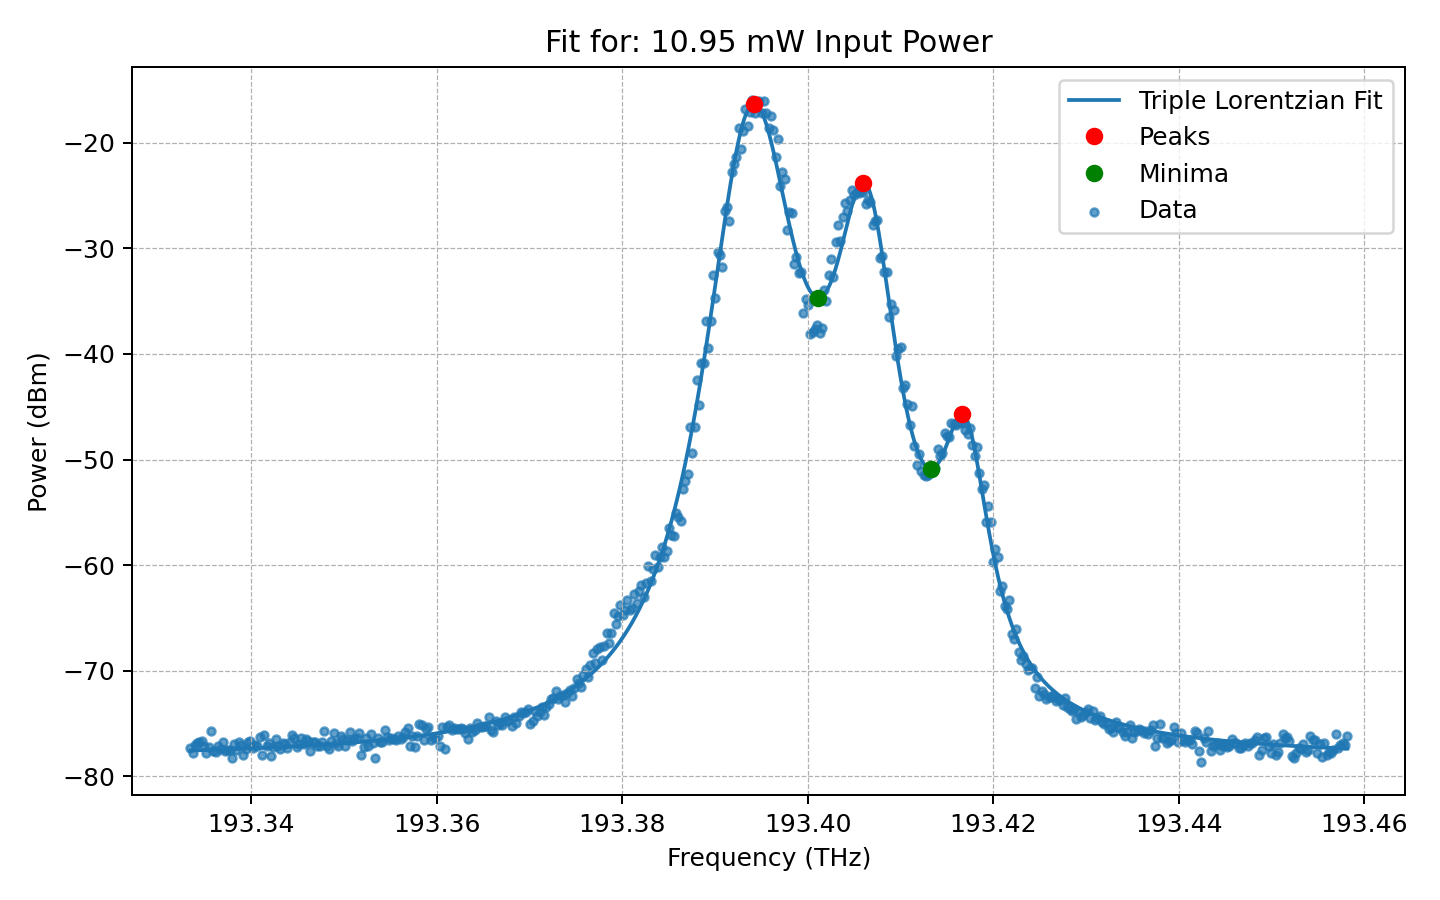 Fit for: 10.95 mW Input Power
Triple Lorentzian Fit
Peaks
Minima
Data
Power (dBm)
−20
−30
−40
−50
−60
−70
−80
193.34 193.36 193.38 193.40 193.42 193.44 193.46
Frequency (THz)